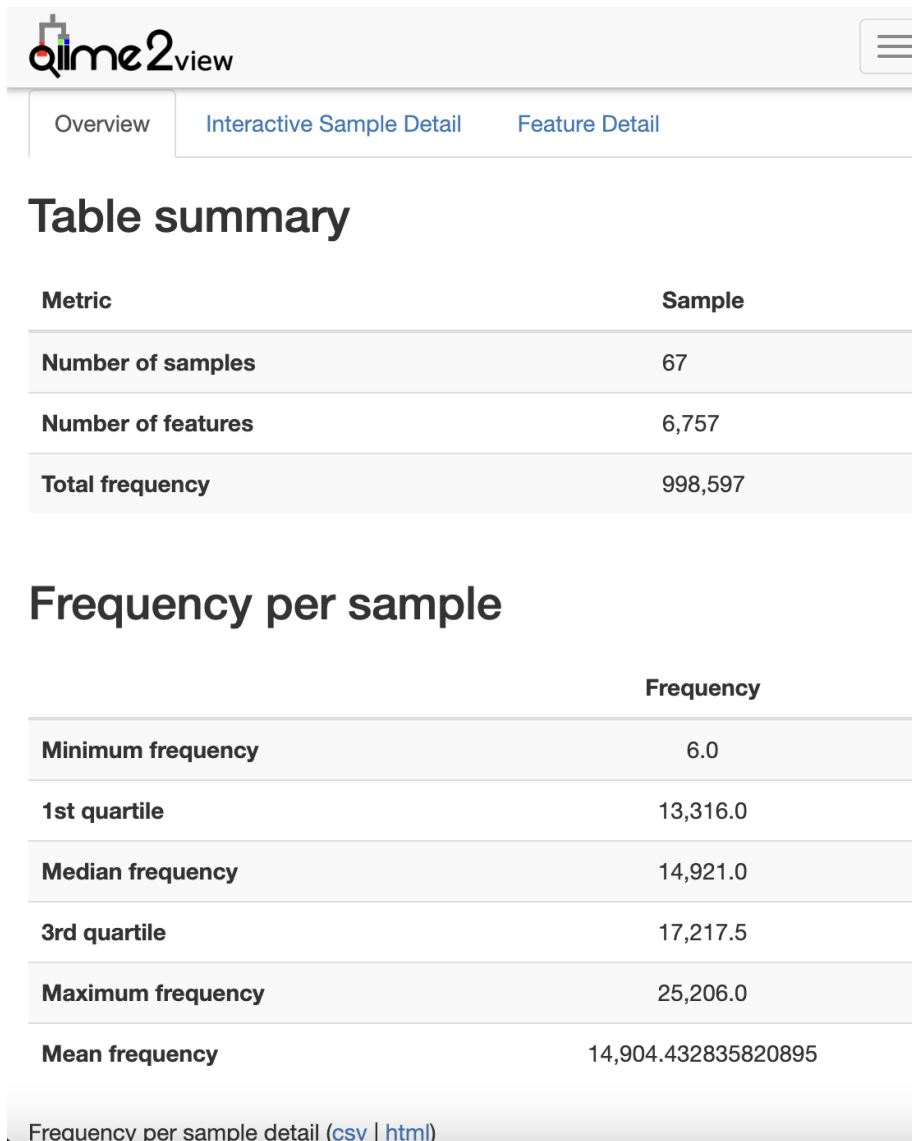 qiime2view
Overview Interactive Sample Detail Feature Detail
Table summary
Metric Sample
Number of samples 67
Number of features 6,757
Total frequency 998,597
Frequency per sample
Frequency
Minimum frequency 6.0
1st quartile 13,316.0
Median frequency 14,921.0
3rd quartile 17,217.5
Maximum frequency 25,206.0
Mean frequency 14,904.432835820895
Frequency per sample detail (csv | html)